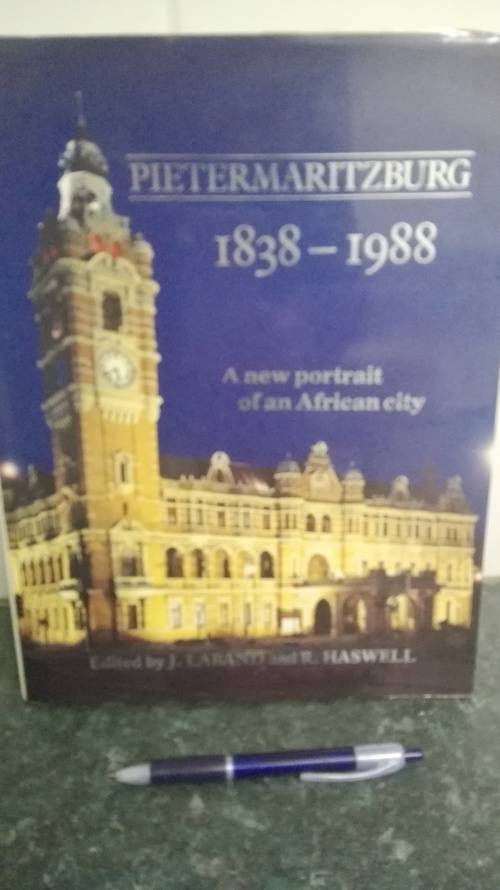 PIETERMARITZBURG
1838 – 1988
A new portrait
of an African city
Edited by J. LABAND and R. HASWELL